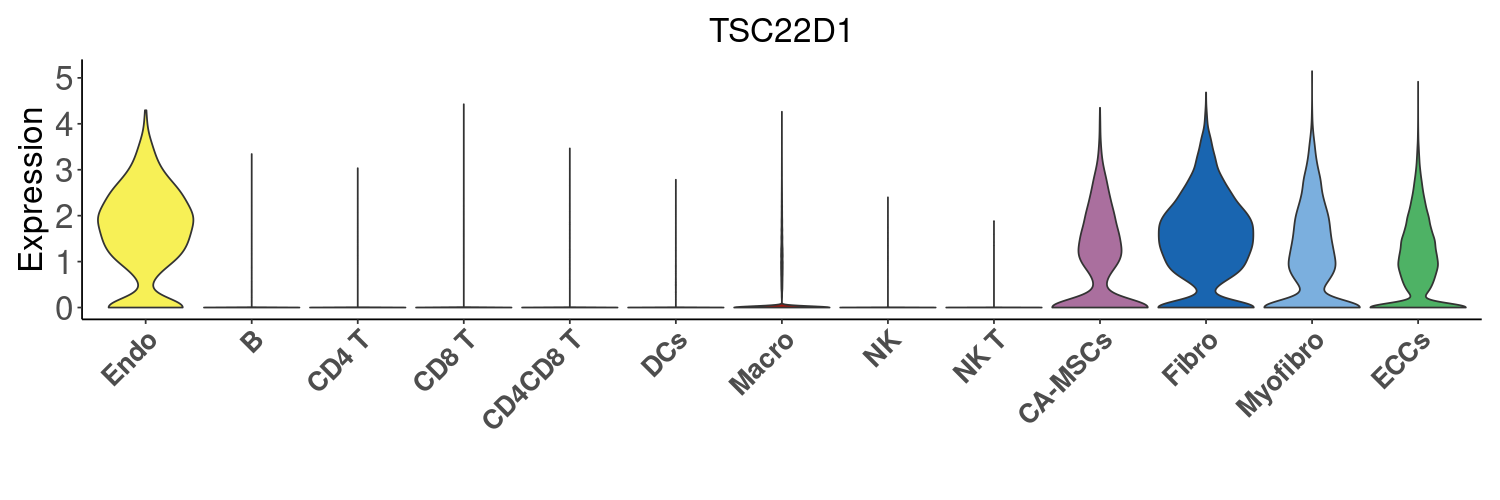 TSC22D1
Expression
5
4
3
2
1
0
Endo
B
CD4 T
CD8 T
CD4CD8 T
DCs
Macro
NK
NK T
CA-MSCs
Fibro
Myofibro
ECCs